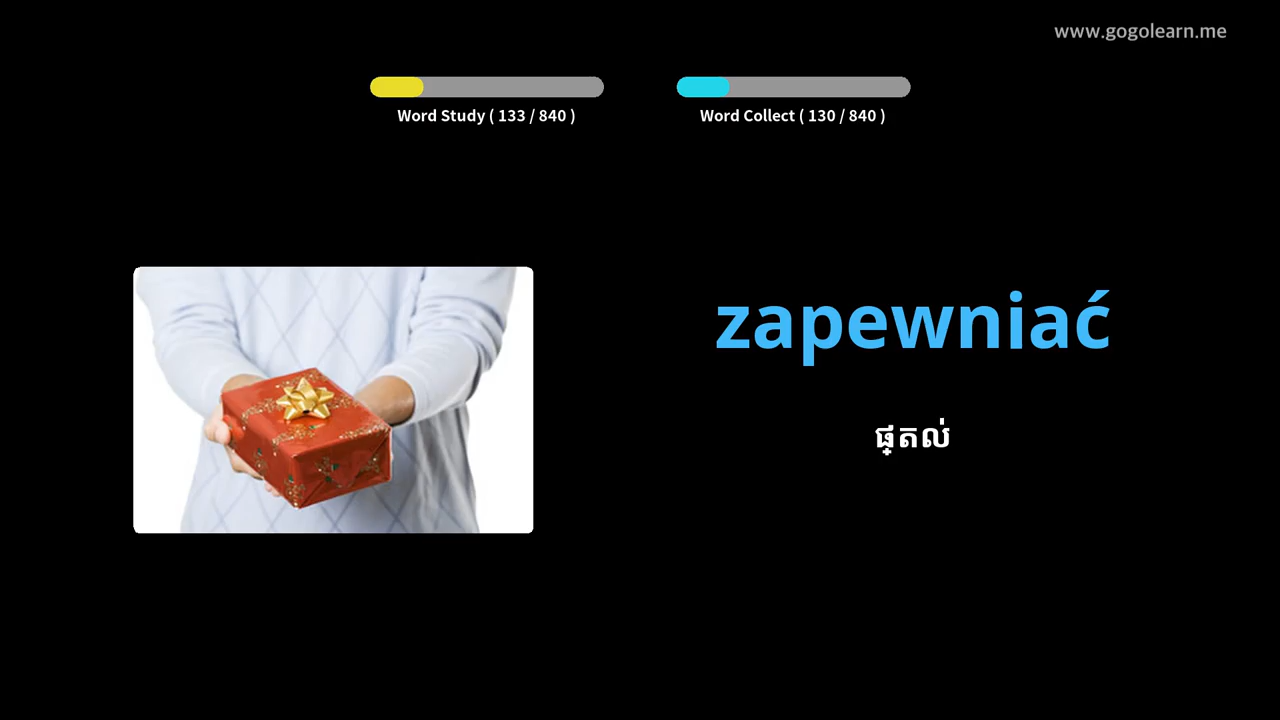 www.gogolearn.me
Word Study ( 133 / 840 )
Word Collect ( 130 / 840 )
zapewniać
ផ្តល់